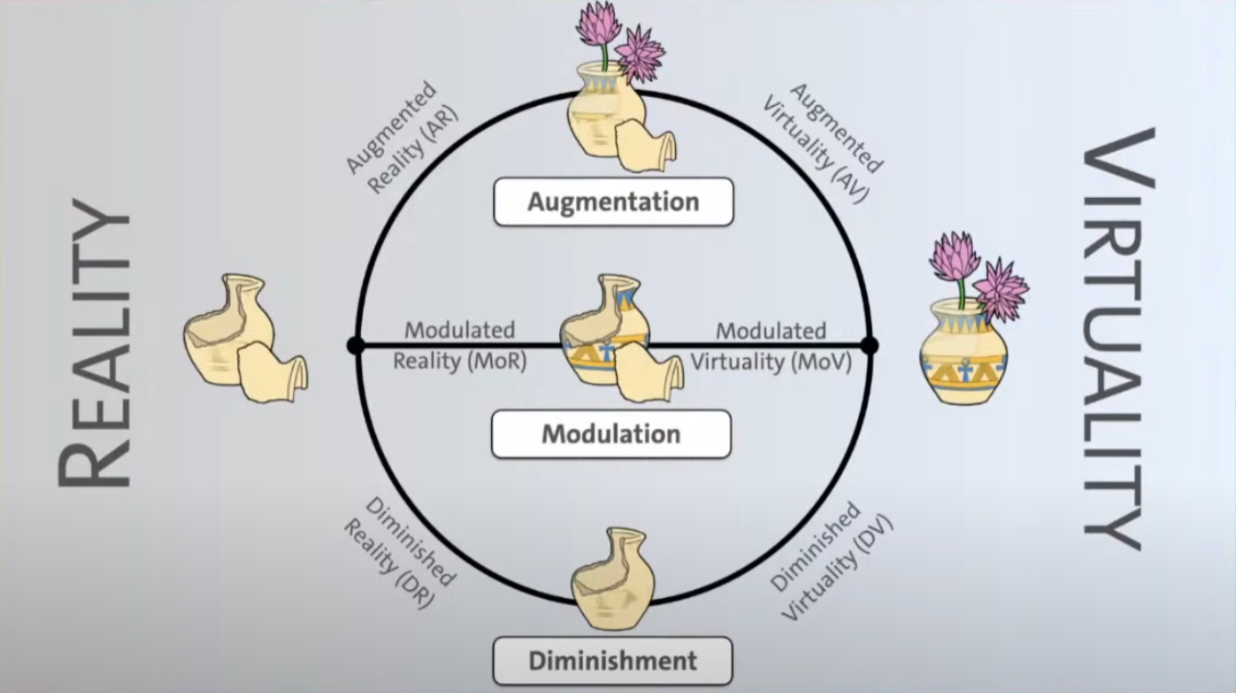 REALITY
Augmented
Reality (AR)
Augmented
Virtuality (AV)
Augmentation
Modulated
Reality (MoR)
Modulated
Virtuality (MoV)
Modulation
Diminished
Reality (DR)
Diminished
Virtuality (DV)
Diminishment
VIRTUALITY